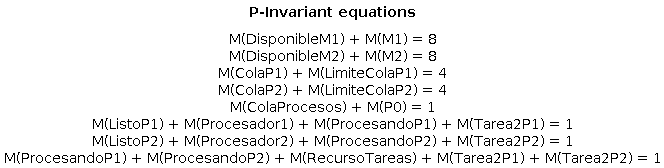 P-Invariant equations
M(DisponibleM1) + M(M1) = 8
M(DisponibleM2) + M(M2) = 8
M(ColaP1) + M(LimiteColaP1) = 4
M(ColaP2) + M(LimiteColaP2) = 4
M(ColaProcesos) + M(P0) = 1
M(ListoP1) + M(Procesador1) + M(ProcesandoP1) + M(Tarea2P1) = 1
M(ListoP2) + M(Procesador2) + M(ProcesandoP2) + M(Tarea2P2) = 1
M(ProcesandoP1) + M(ProcesandoP2) + M(RecursoTareas) + M(Tarea2P1) + M(Tarea2P2) = 1